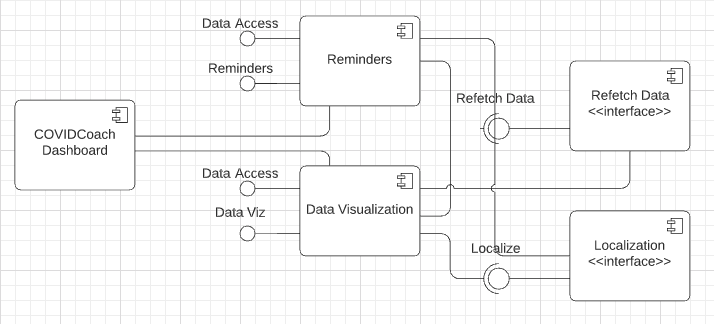 Data Access
Reminders
Reminders
Refetch Data
Refetch Data
<<interface>>
COVIDCoach
Dashboard
Data Access
Data Viz
Data Visualization
Localize
Localization
<<interface>>